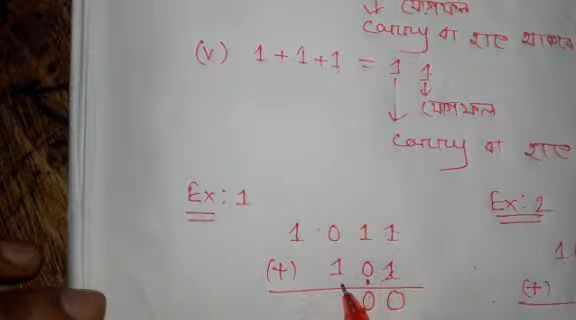 ↓ যোগফল
carry বা হাতে থাকবে
(v) 1 + 1 + 1 = 1 1
↓ যোগফল
↓ carry বা হাতে
Ex: 1
1 0 1 1
(+) 1 0 1
0 0
Ex: 2
1
(+)